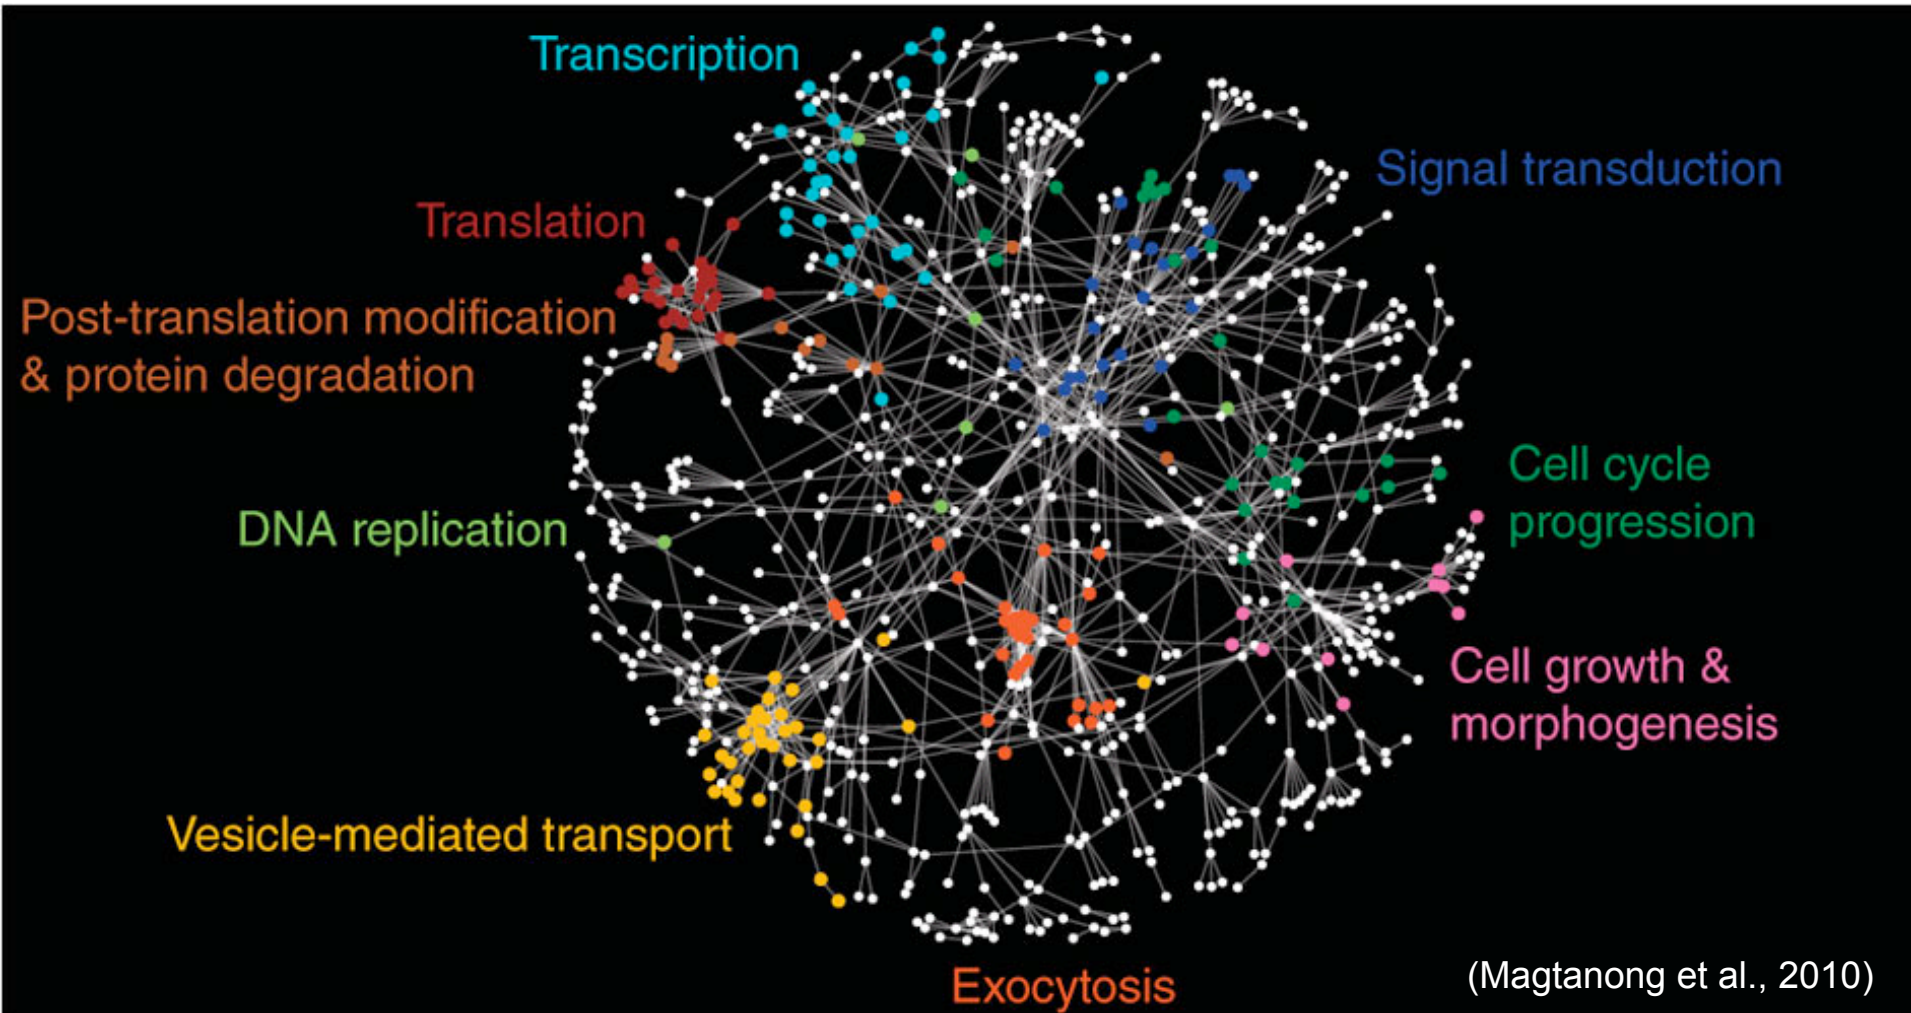 Transcription
Signal transduction
Translation
Post-translation modification
& protein degradation
Cell cycle
progression
DNA replication
Cell growth &
morphogenesis
Vesicle-mediated transport
Exocytosis
(Magtanong et al., 2010)